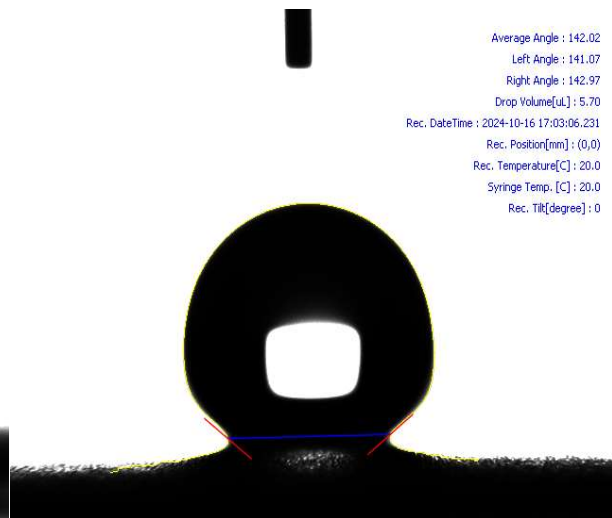 Average Angle : 142.02
Left Angle : 141.07
Right Angle : 142.97
Drop Volume[uL] : 5.70
Rec. DateTime : 2024-10-16 17:03:06.231
Rec. Position[mm] : (0,0)
Rec. Temperature[C] : 20.0
Syringe Temp. [C] : 20.0
Rec. Tilt[degree] : 0